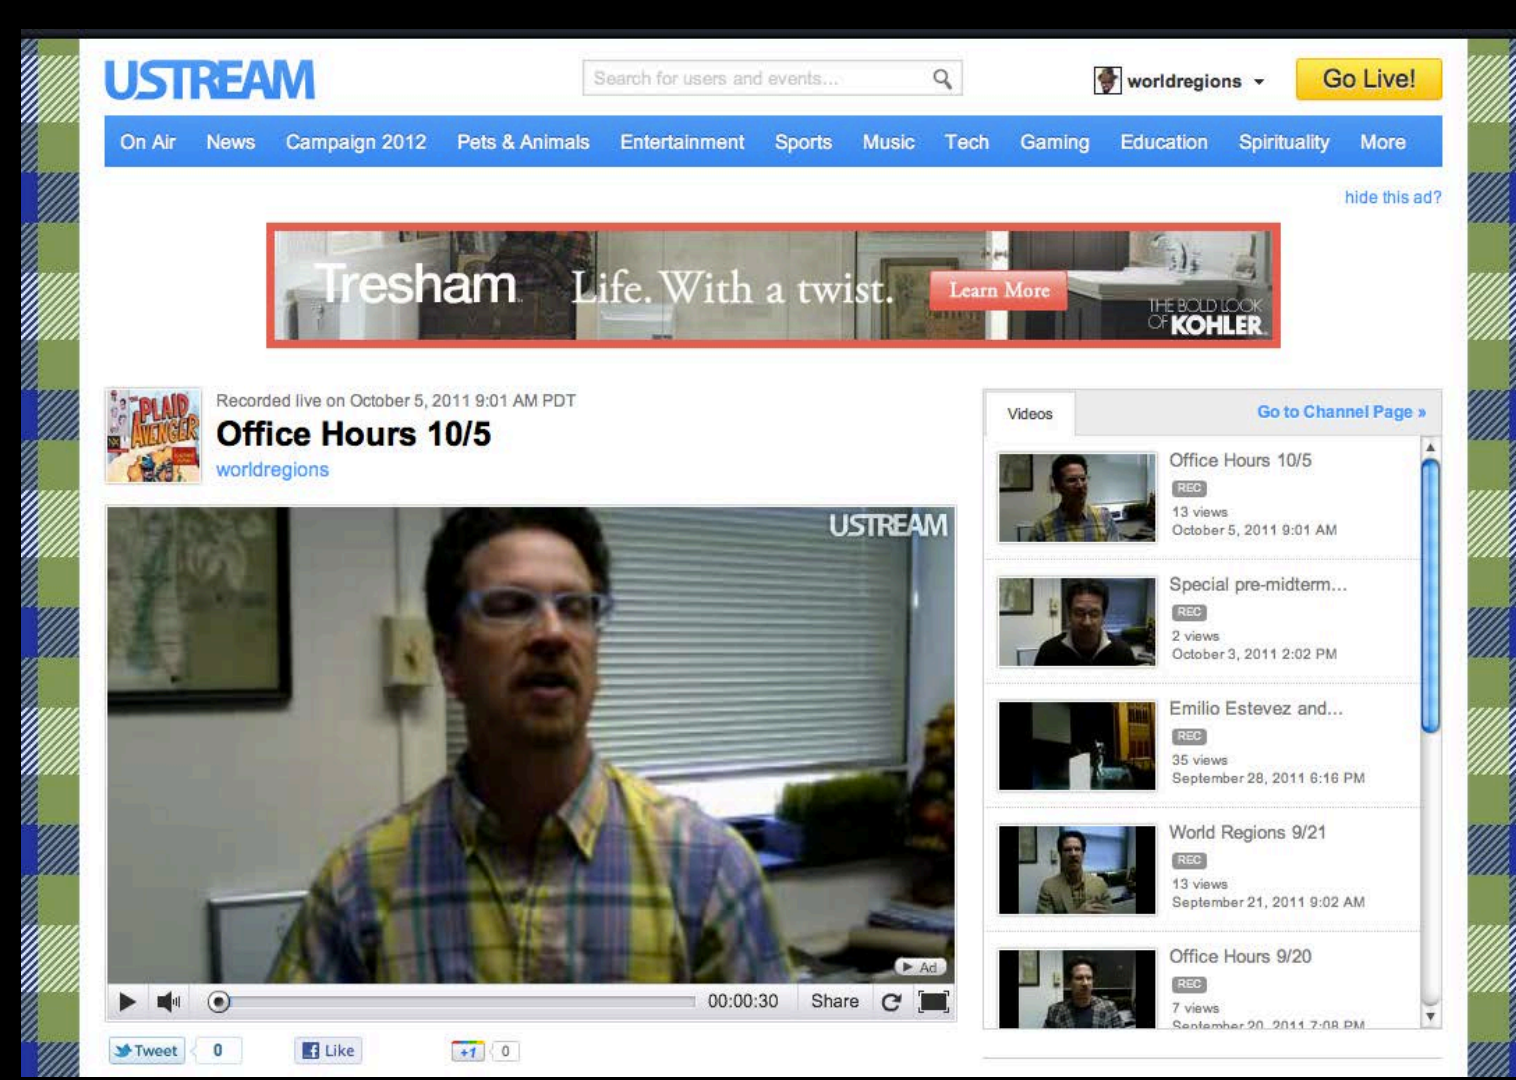 USTREAM
Search for users and events...
worldregions
Go Live!
On Air News Campaign 2012 Pets & Animals Entertainment Sports Music Tech Gaming Education Spirituality More
hide this ad?
Tresham Life. With a twist. Learn More
THE BOLD LOOK
OF KOHLER
PLAID
AVENGER
Recorded live on October 5, 2011 9:01 AM PDT
Office Hours 10/5
worldregions
USTREAM
Ad
00:00:30 Share
Tweet 0 Like +1 0
Videos Go to Channel Page »
Office Hours 10/5
REC
13 views
October 5, 2011 9:01 AM
Special pre-midterm...
REC
2 views
October 3, 2011 2:02 PM
Emilio Estevez and...
REC
35 views
September 28, 2011 6:16 PM
World Regions 9/21
REC
13 views
September 21, 2011 9:02 AM
Office Hours 9/20
REC
7 views
September 20, 2011 7:08 PM